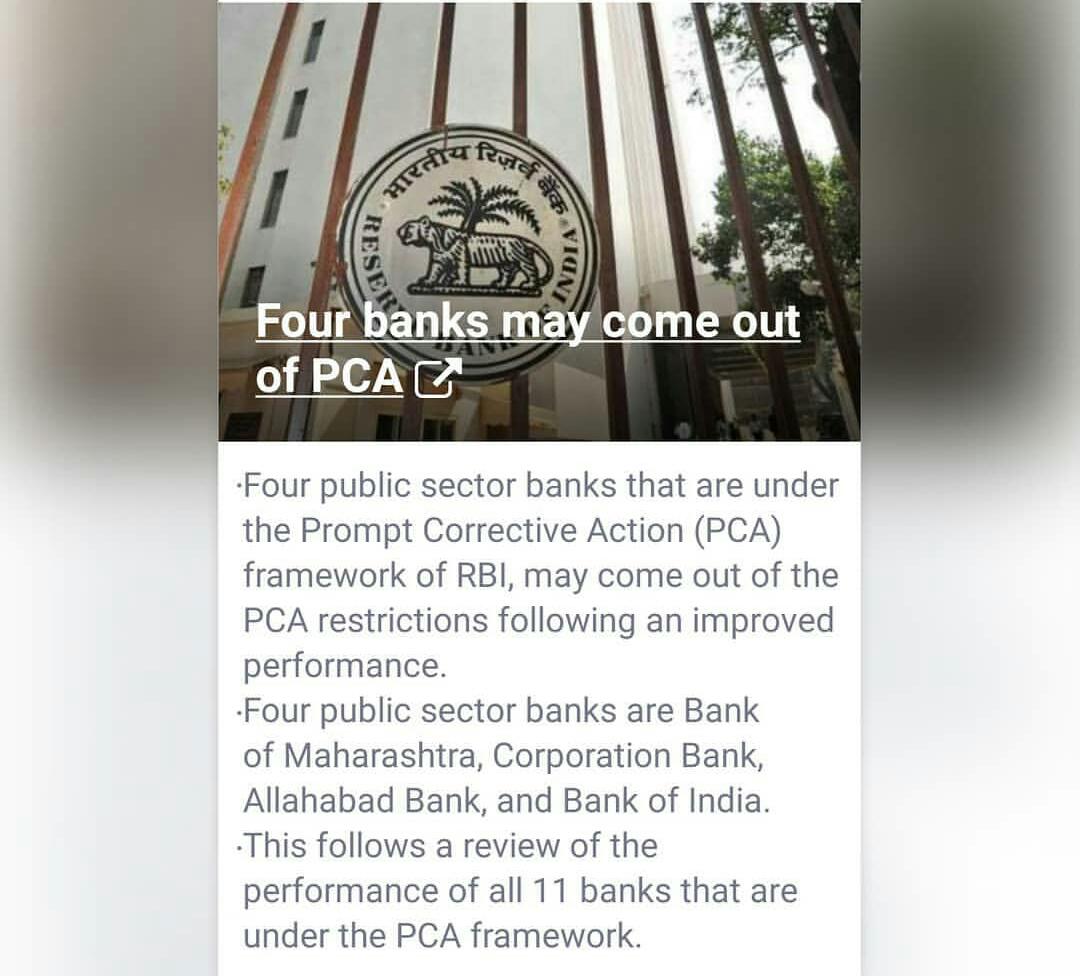 भारतीय रिज़र्व बैंक
RESERVE BANK OF INDIA
Four banks may come out
of PCA
·Four public sector banks that are under
the Prompt Corrective Action (PCA)
framework of RBI, may come out of the
PCA restrictions following an improved
performance.
·Four public sector banks are Bank
of Maharashtra, Corporation Bank,
Allahabad Bank, and Bank of India.
·This follows a review of the
performance of all 11 banks that are
under the PCA framework.